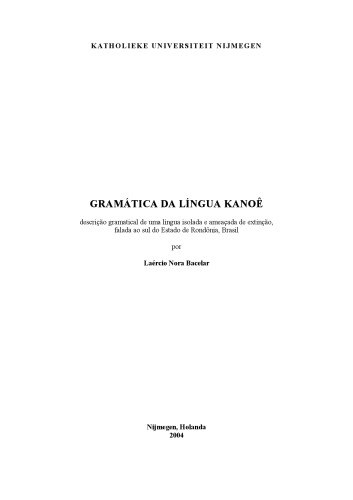 KATHOLIEKE UNIVERSITEIT NIJMEGEN
GRAMÁTICA DA LÍNGUA KANOÊ
descrição gramatical de uma língua isolada e ameaçada de extinção,
falada ao sul do Estado de Rondônia, Brasil
por
Laércio Nora Bacelar
Nijmegen, Holanda
2004